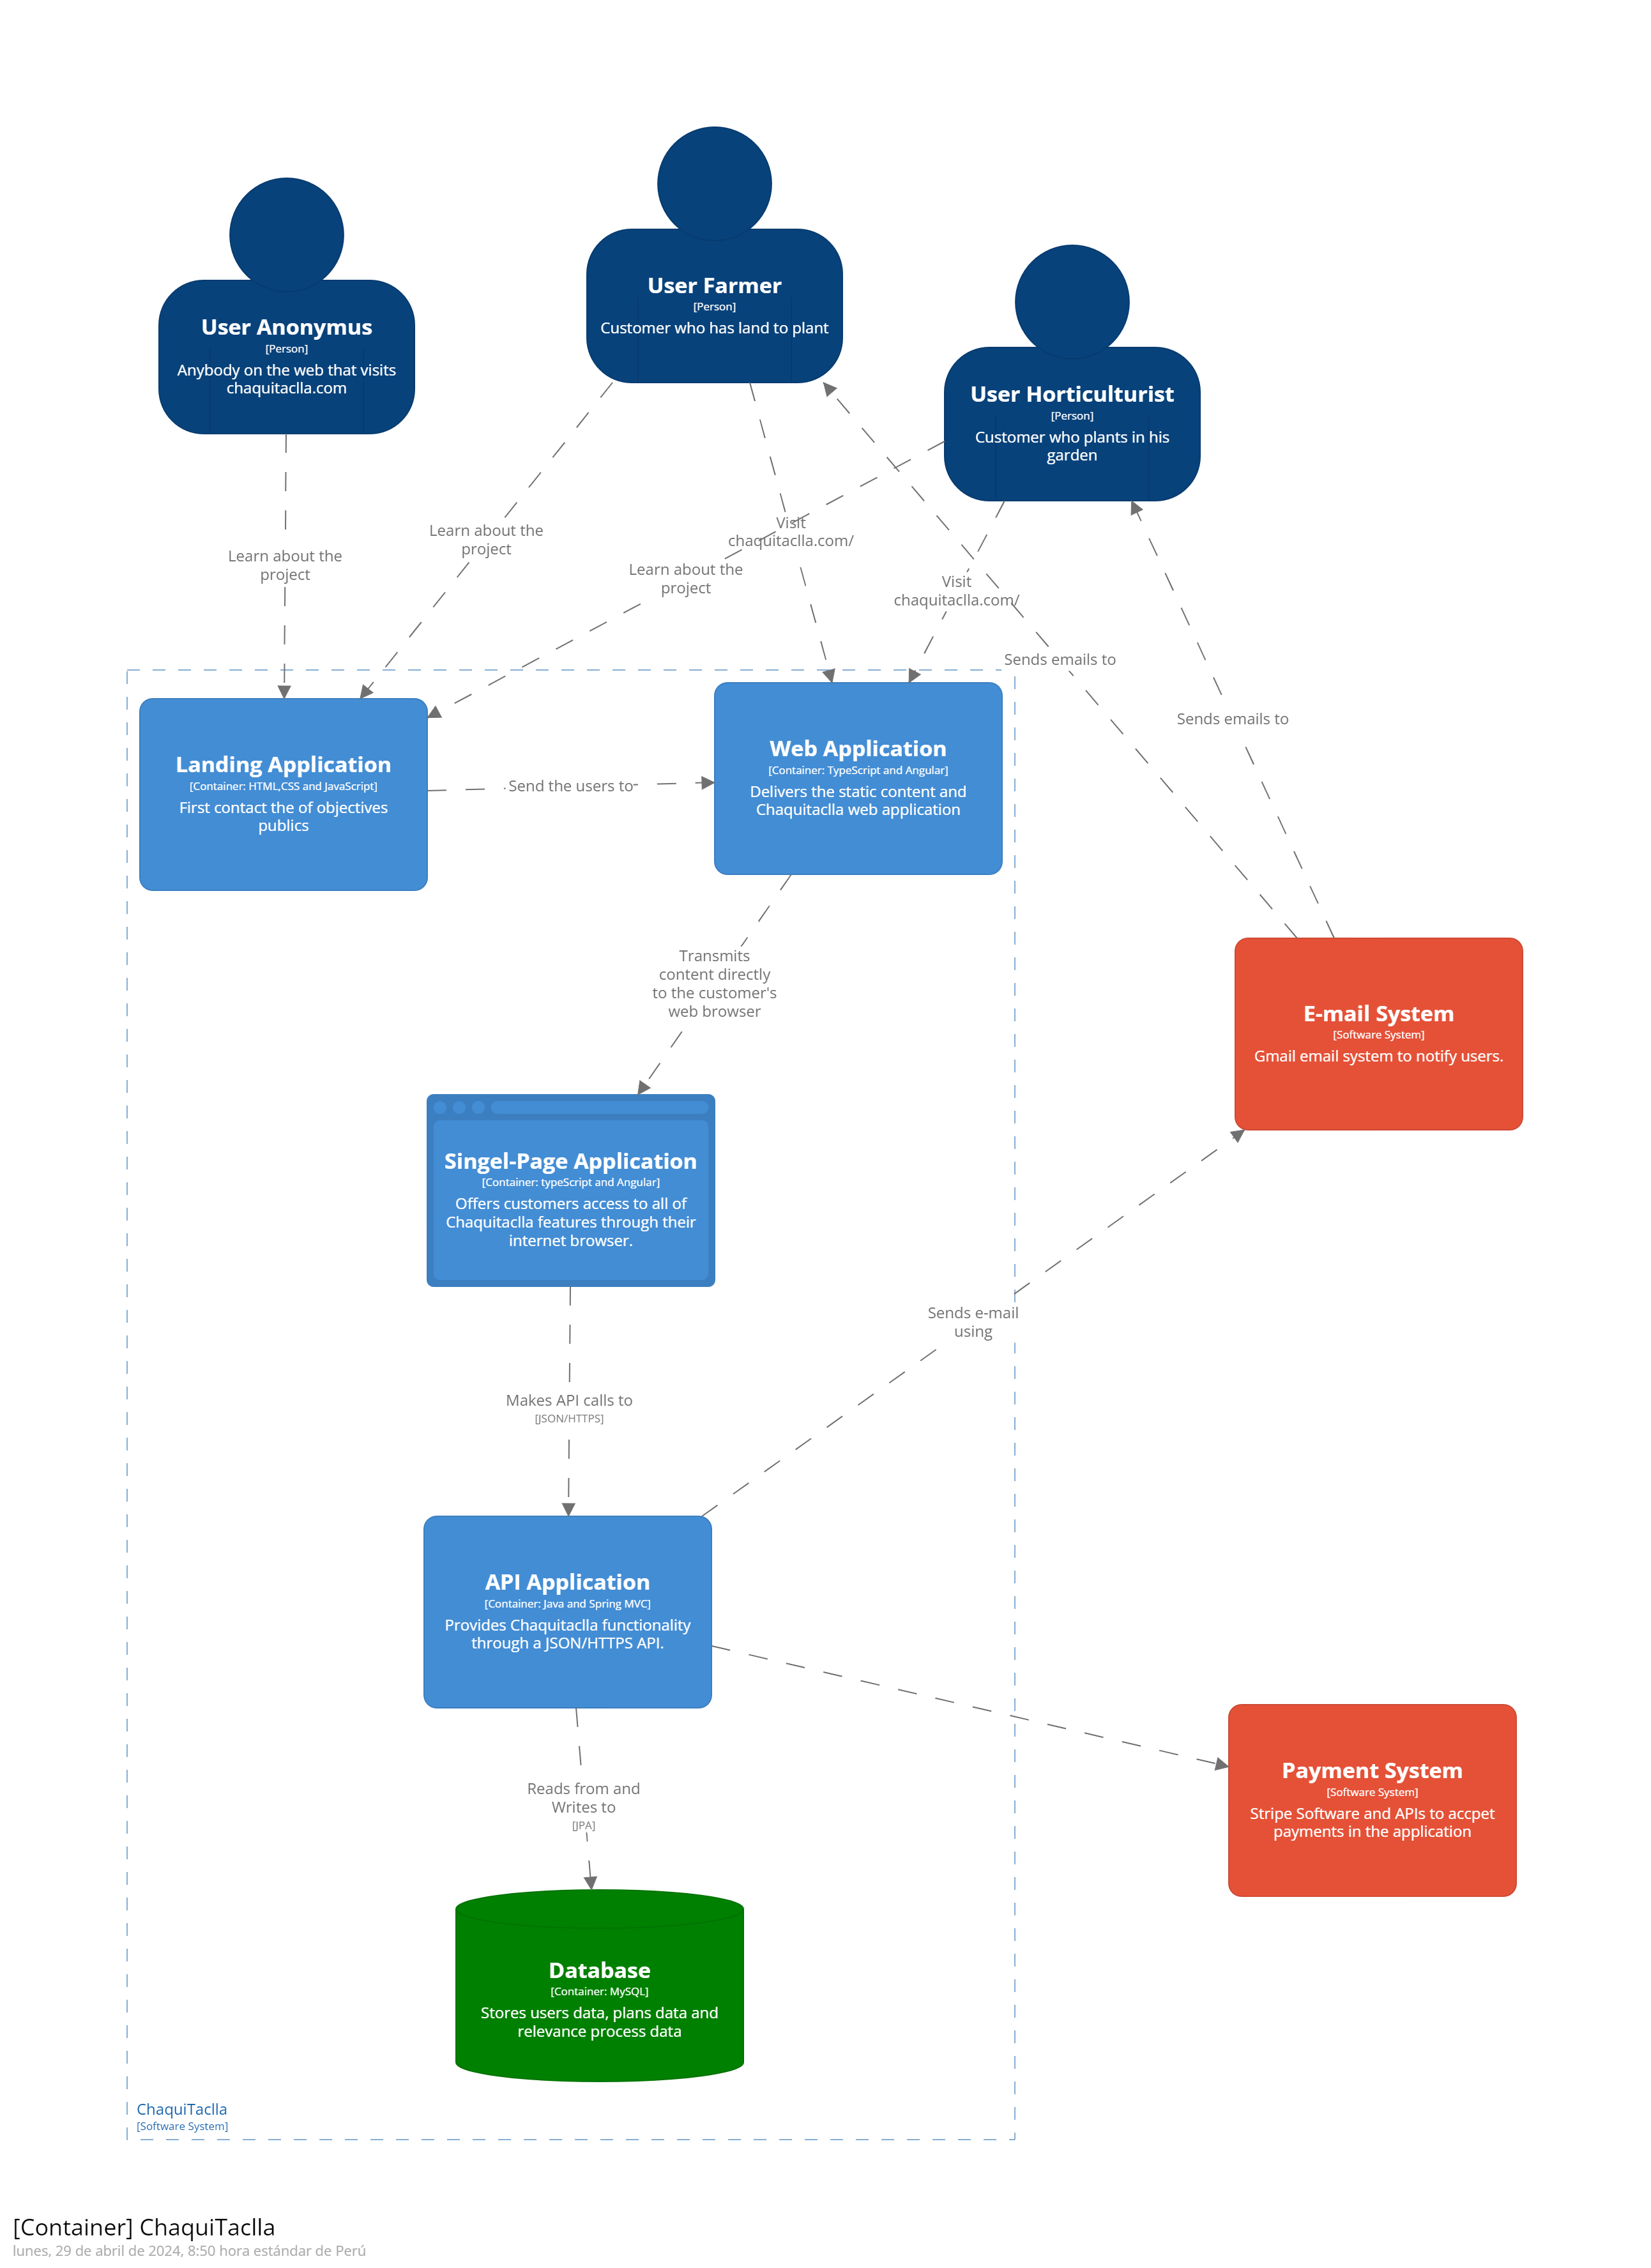 User Anonymus
[Person]
Anybody on the web that visits
chaquitaclla.com
User Farmer
[Person]
Customer who has land to plant
User Horticulturist
[Person]
Customer who plants in his
garden
Learn about the
project
Learn about the
project
Learn about the
project
Visit
chaquitaclla.com/
Visit
chaquitaclla.com/
Sends emails to
Sends emails to
Landing Application
[Container: HTML,CSS and JavaScript]
First contact the of objectives
publics
Send the users to
Web Application
[Container: TypeScript and Angular]
Delivers the static content and
Chaquitaclla web application
Transmits
content directly
to the customer's
web browser
E-mail System
[Software System]
Gmail email system to notify users.
Singel-Page Application
[Container: typeScript and Angular]
Offers customers access to all of
Chaquitaclla features through their
internet browser.
Sends e-mail
using
Makes API calls to
[JSON/HTTPS]
API Application
[Container: Java and Spring MVC]
Provides Chaquitaclla functionality
through a JSON/HTTPS API.
Payment System
[Software System]
Stripe Software and APIs to accpet
payments in the application
Reads from and
Writes to
[JPA]
Database
[Container: MySQL]
Stores users data, plans data and
relevance process data
ChaquiTaclla
[Software System]
[Container] ChaquiTaclla
lunes, 29 de abril de 2024, 8:50 hora estándar de Perú